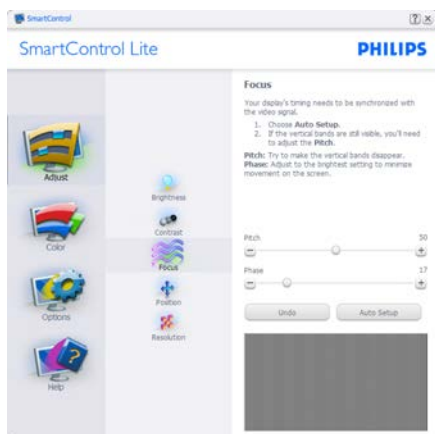 SmartControl
SmartControl Lite
PHILIPS
Adjust
Color
Options
Help
Brightness
Contrast
Focus
Position
Resolution
Focus
Your display's timing needs to be synchronized with
the video signal.
1. Choose Auto Setup.
2. If the vertical bands are still visible, you'll need
to adjust the Pitch.
Pitch: Try to make the vertical bands disappear.
Phase: Adjust to the brightest setting to minimize
movement on the screen.
Pitch 50
Phase 17
Undo Auto Setup